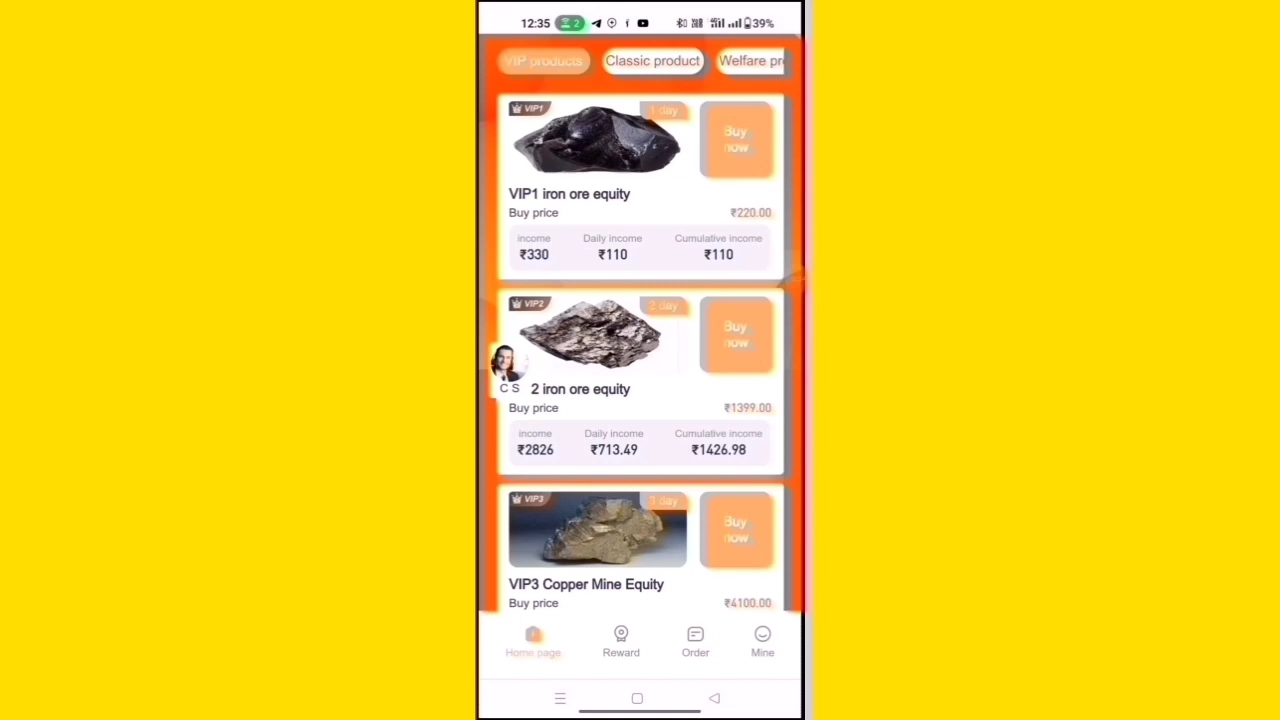 12:35
2
39%
VIP products
Classic product
Welfare pr
VIP1
1 day
Buy now
VIP1 iron ore equity
Buy price
₹220.00
income
Daily income
Cumulative income
₹330
₹110
₹110
VIP2
2 day
Buy now
C S
2 iron ore equity
Buy price
₹1399.00
income
Daily income
Cumulative income
₹2826
₹713.49
₹1426.98
VIP3
3 day
Buy now
VIP3 Copper Mine Equity
Buy price
₹4100.00
Home page
Reward
Order
Mine